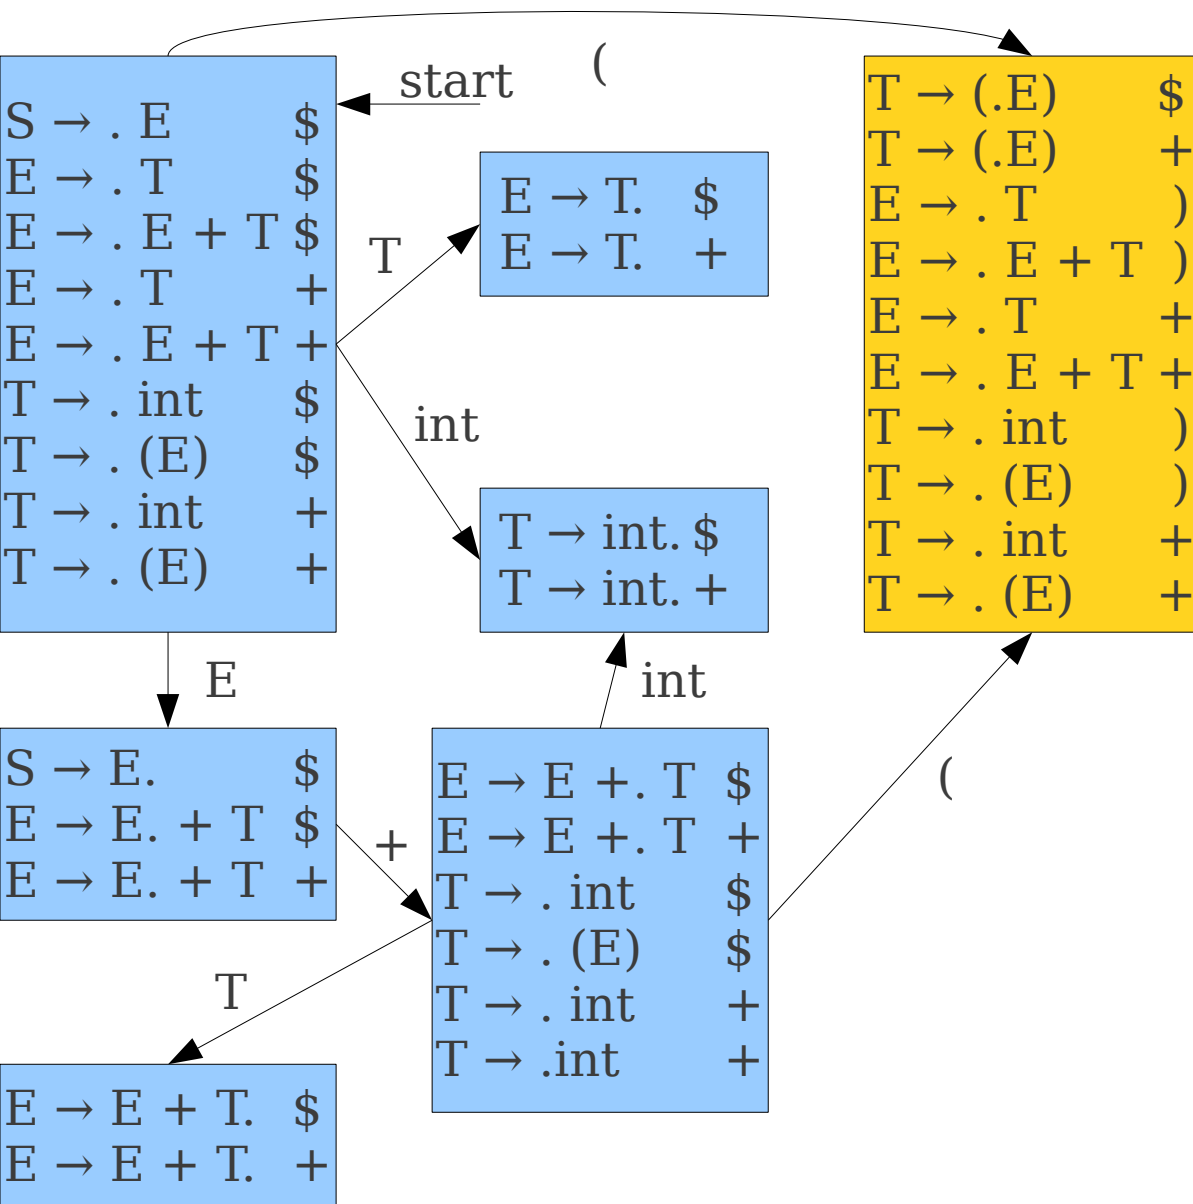 (
start
S → . E $
E → . T $
E → . E + T $
E → . T +
E → . E + T +
T → . int $
T → . (E) $
T → . int +
T → . (E) +
E → T. $
E → T. +
T
int
T → int. $
T → int. +
T → (.E) $
T → (.E) +
E → . T )
E → . E + T )
E → . T +
E → . E + T +
T → . int )
T → . (E) )
T → . int +
T → . (E) +
E
int
S → E. $
E → E. + T $
E → E. + T +
+
E → E +. T $
E → E +. T +
T → . int $
T → . (E) $
T → . int +
T → .int +
(
T
E → E + T. $
E → E + T. +